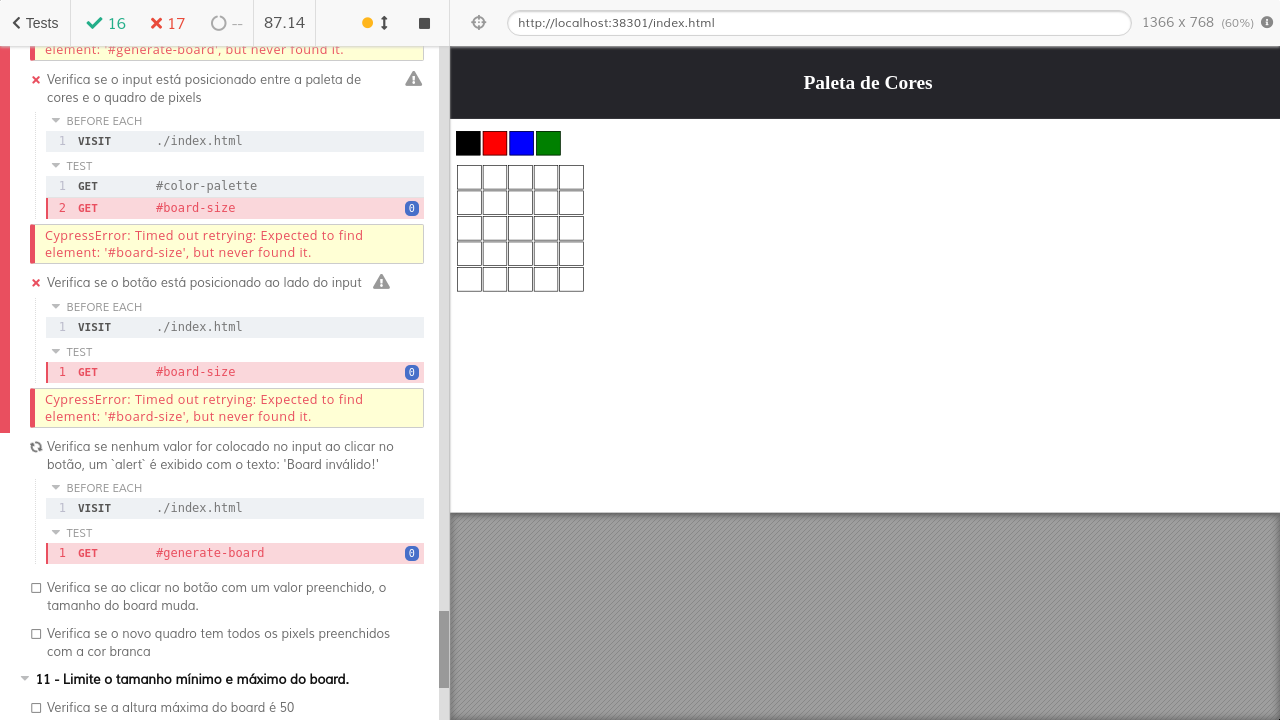 Tests 16 17 -- 87.14
http://localhost:38301/index.html 1366 x 768 (60%)
element: '#generate-board', but never found it.
Verifica se o input está posicionado entre a paleta de
cores e o quadro de pixels
BEFORE EACH
1 VISIT ./index.html
TEST
1 GET #color-palette
2 GET #board-size 0
CypressError: Timed out retrying: Expected to find
element: '#board-size', but never found it.
Verifica se o botão está posicionado ao lado do input
BEFORE EACH
1 VISIT ./index.html
TEST
1 GET #board-size 0
CypressError: Timed out retrying: Expected to find
element: '#board-size', but never found it.
Verifica se nenhum valor for colocado no input ao clicar no
botão, um `alert` é exibido com o texto: 'Board inválido!'
BEFORE EACH
1 VISIT ./index.html
TEST
1 GET #generate-board 0
Verifica se ao clicar no botão com um valor preenchido, o
tamanho do board muda.
Verifica se o novo quadro tem todos os pixels preenchidos
com a cor branca
11 - Limite o tamanho mínimo e máximo do board.
Verifica se a altura máxima do board é 50
Paleta de Cores